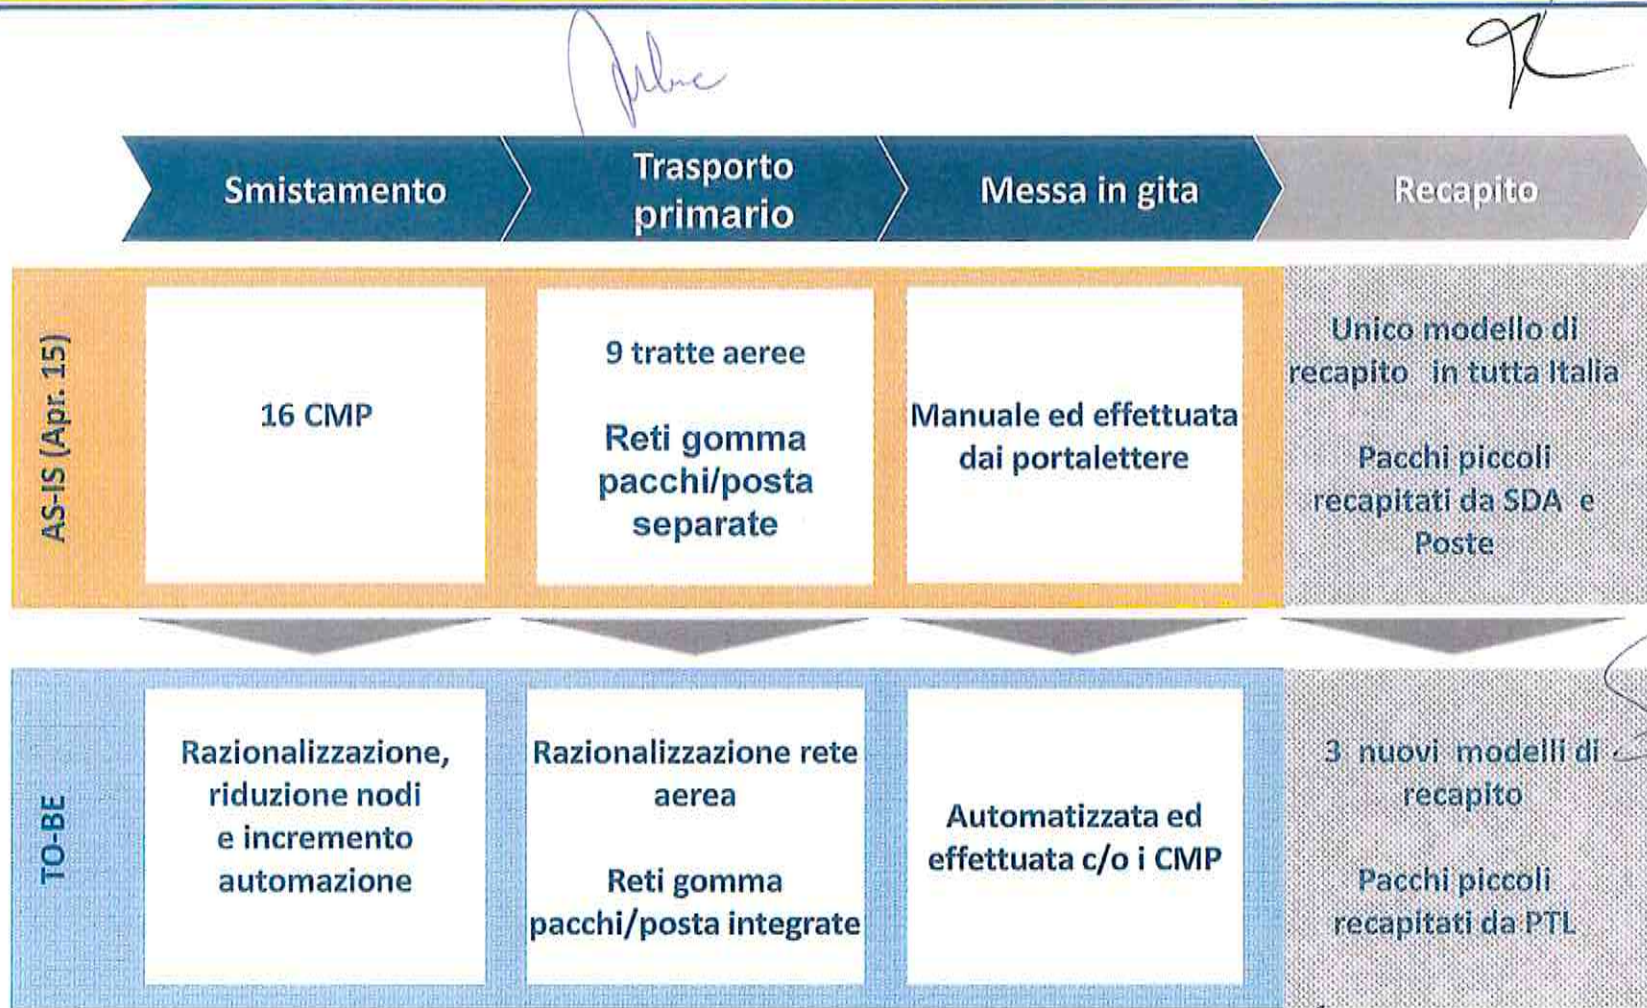 Smistamento
Trasporto
primario
Messa in gita
Recapito
AS-IS (Apr. 15)
16 CMP
9 tratte aeree
Reti gomma
pacchi/posta
separate
Manuale ed effettuata
dai portalettere
Unico modello di
recapito in tutta Italia
Pacchi piccoli
recapitati da SDA e
Poste
TO-BE
Razionalizzazione,
riduzione nodi
e incremento
automazione
Razionalizzazione rete
aerea
Reti gomma
pacchi/posta integrate
Automatizzata ed
effettuata c/o i CMP
3 nuovi modelli di
recapito
Pacchi piccoli
recapitati da PTL